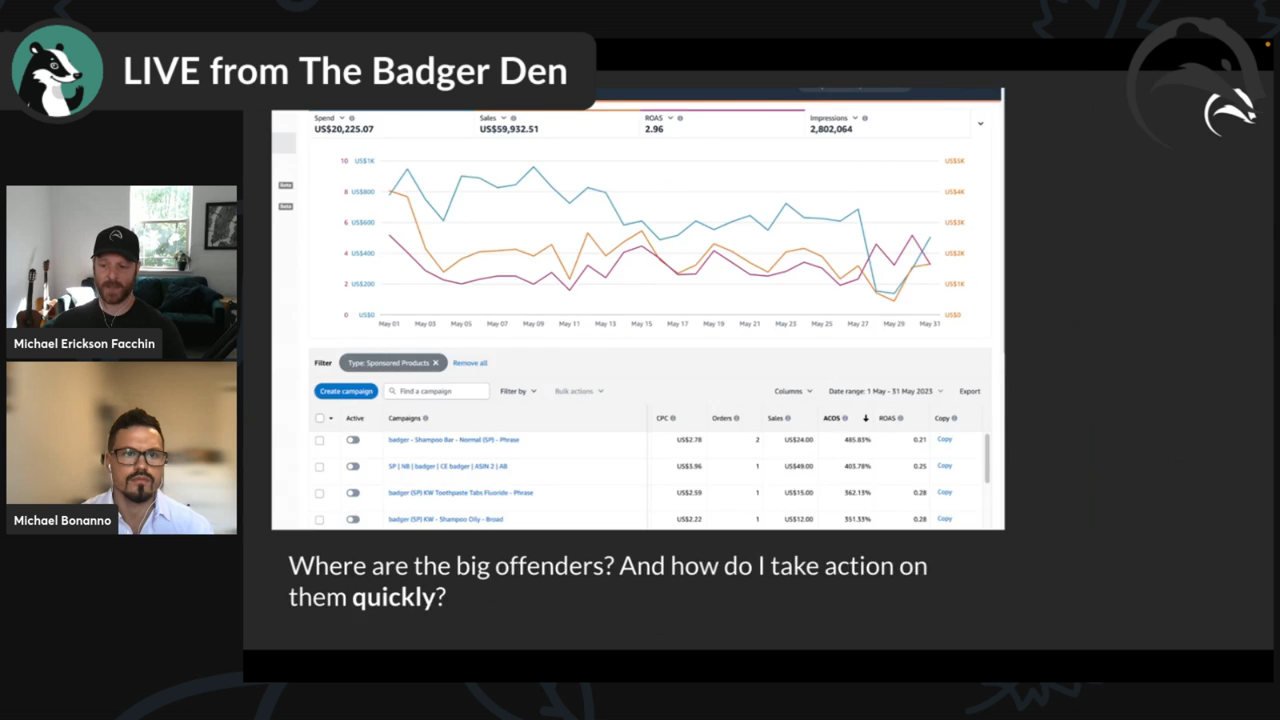 LIVE from The Badger Den
Spend
Sales
ROAS
Impressions
US$20,225.07
US$59,932.51
2.96
2,802,064
10 US$1K
US$5K
8 US$800
US$4K
6 US$600
US$3K
4 US$400
US$2K
2 US$200
US$1K
0 US$0
US$0
May 01 May 03 May 05 May 07 May 09 May 11 May 13 May 15 May 17 May 19 May 21 May 23 May 25 May 27 May 29 May 31
Beta
Beta
Filter Type: Sponsored Products X Remove all
Create campaign Find a campaign Filter by Bulk actions Columns Date range: 1 May - 31 May 2023 Export
Active Campaigns CPC Orders Sales ACOS ROAS Copy
badger - Shampoo Bar - Normal (SP) - Phrase US$2.78 2 US$24.00 485.83% 0.21 Copy
SP | NB | badger | CE badger | ASIN 2 | AB US$3.96 1 US$49.00 403.78% 0.25 Copy
badger (SP) KW Toothpaste Tabs Fluoride - Phrase US$2.59 1 US$15.00 362.13% 0.28 Copy
badger (SP) KW - Shampoo Oily - Broad US$2.22 1 US$12.00 351.33% 0.28 Copy
Michael Erickson Facchin
Michael Bonanno
Where are the big offenders? And how do I take action on
them quickly?